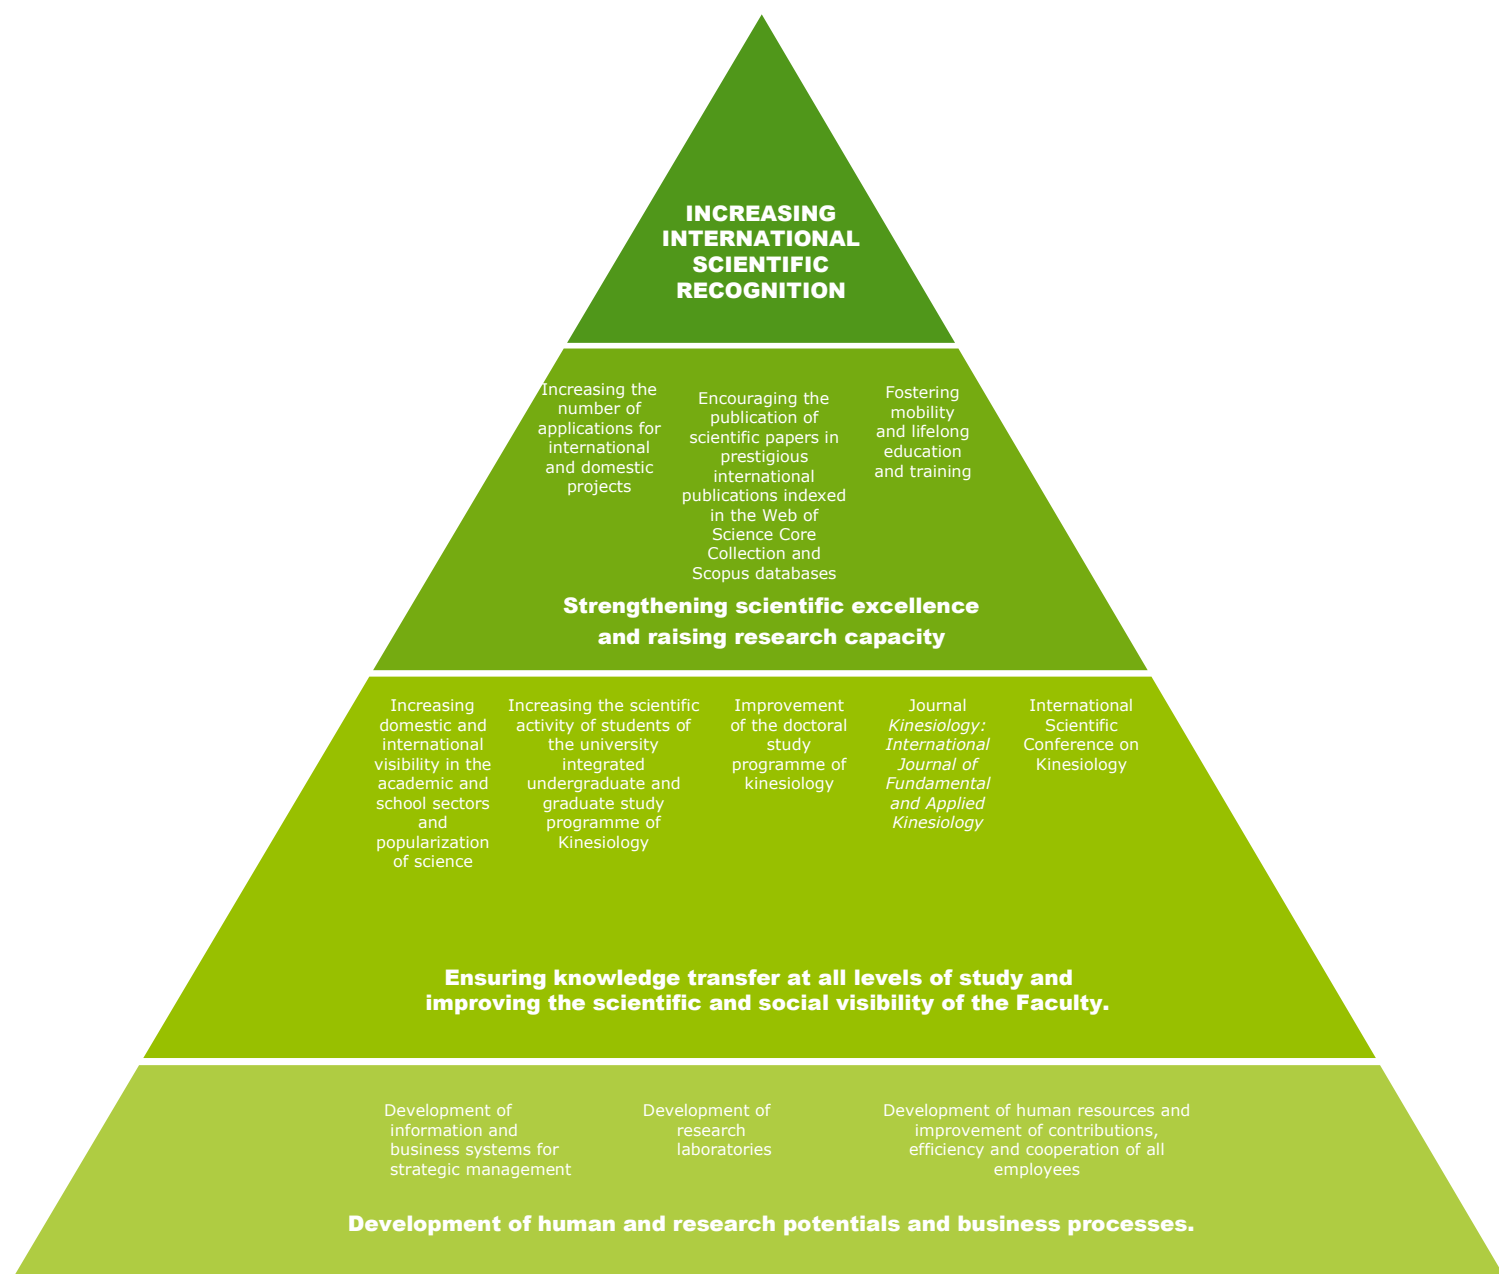 INCREASING
INTERNATIONAL
SCIENTIFIC
RECOGNITION
Increasing the
number of
applications for
international
and domestic
projects
Encouraging the
publication of
scientific papers in
prestigious
international
publications indexed
in the Web of
Science Core
Collection and
Scopus databases
Fostering
mobility
and lifelong
education
and training
Strengthening scientific excellence
and raising research capacity
Increasing
domestic and
international
visibility in the
academic and
school sectors
and
popularization
of science
Increasing the scientific
activity of students of
the university
integrated
undergraduate and
graduate study
programme of
Kinesiology
Improvement
of the doctoral
study
programme of
kinesiology
Journal
Kinesiology:
International
Journal of
Fundamental
and Applied
Kinesiology
International
Scientific
Conference on
Kinesiology
Ensuring knowledge transfer at all levels of study and
improving the scientific and social visibility of the Faculty.
Development of
information and
business systems for
strategic management
Development of
research
laboratories
Development of human resources and
improvement of contributions,
efficiency and cooperation of all
employees
Development of human and research potentials and business processes.